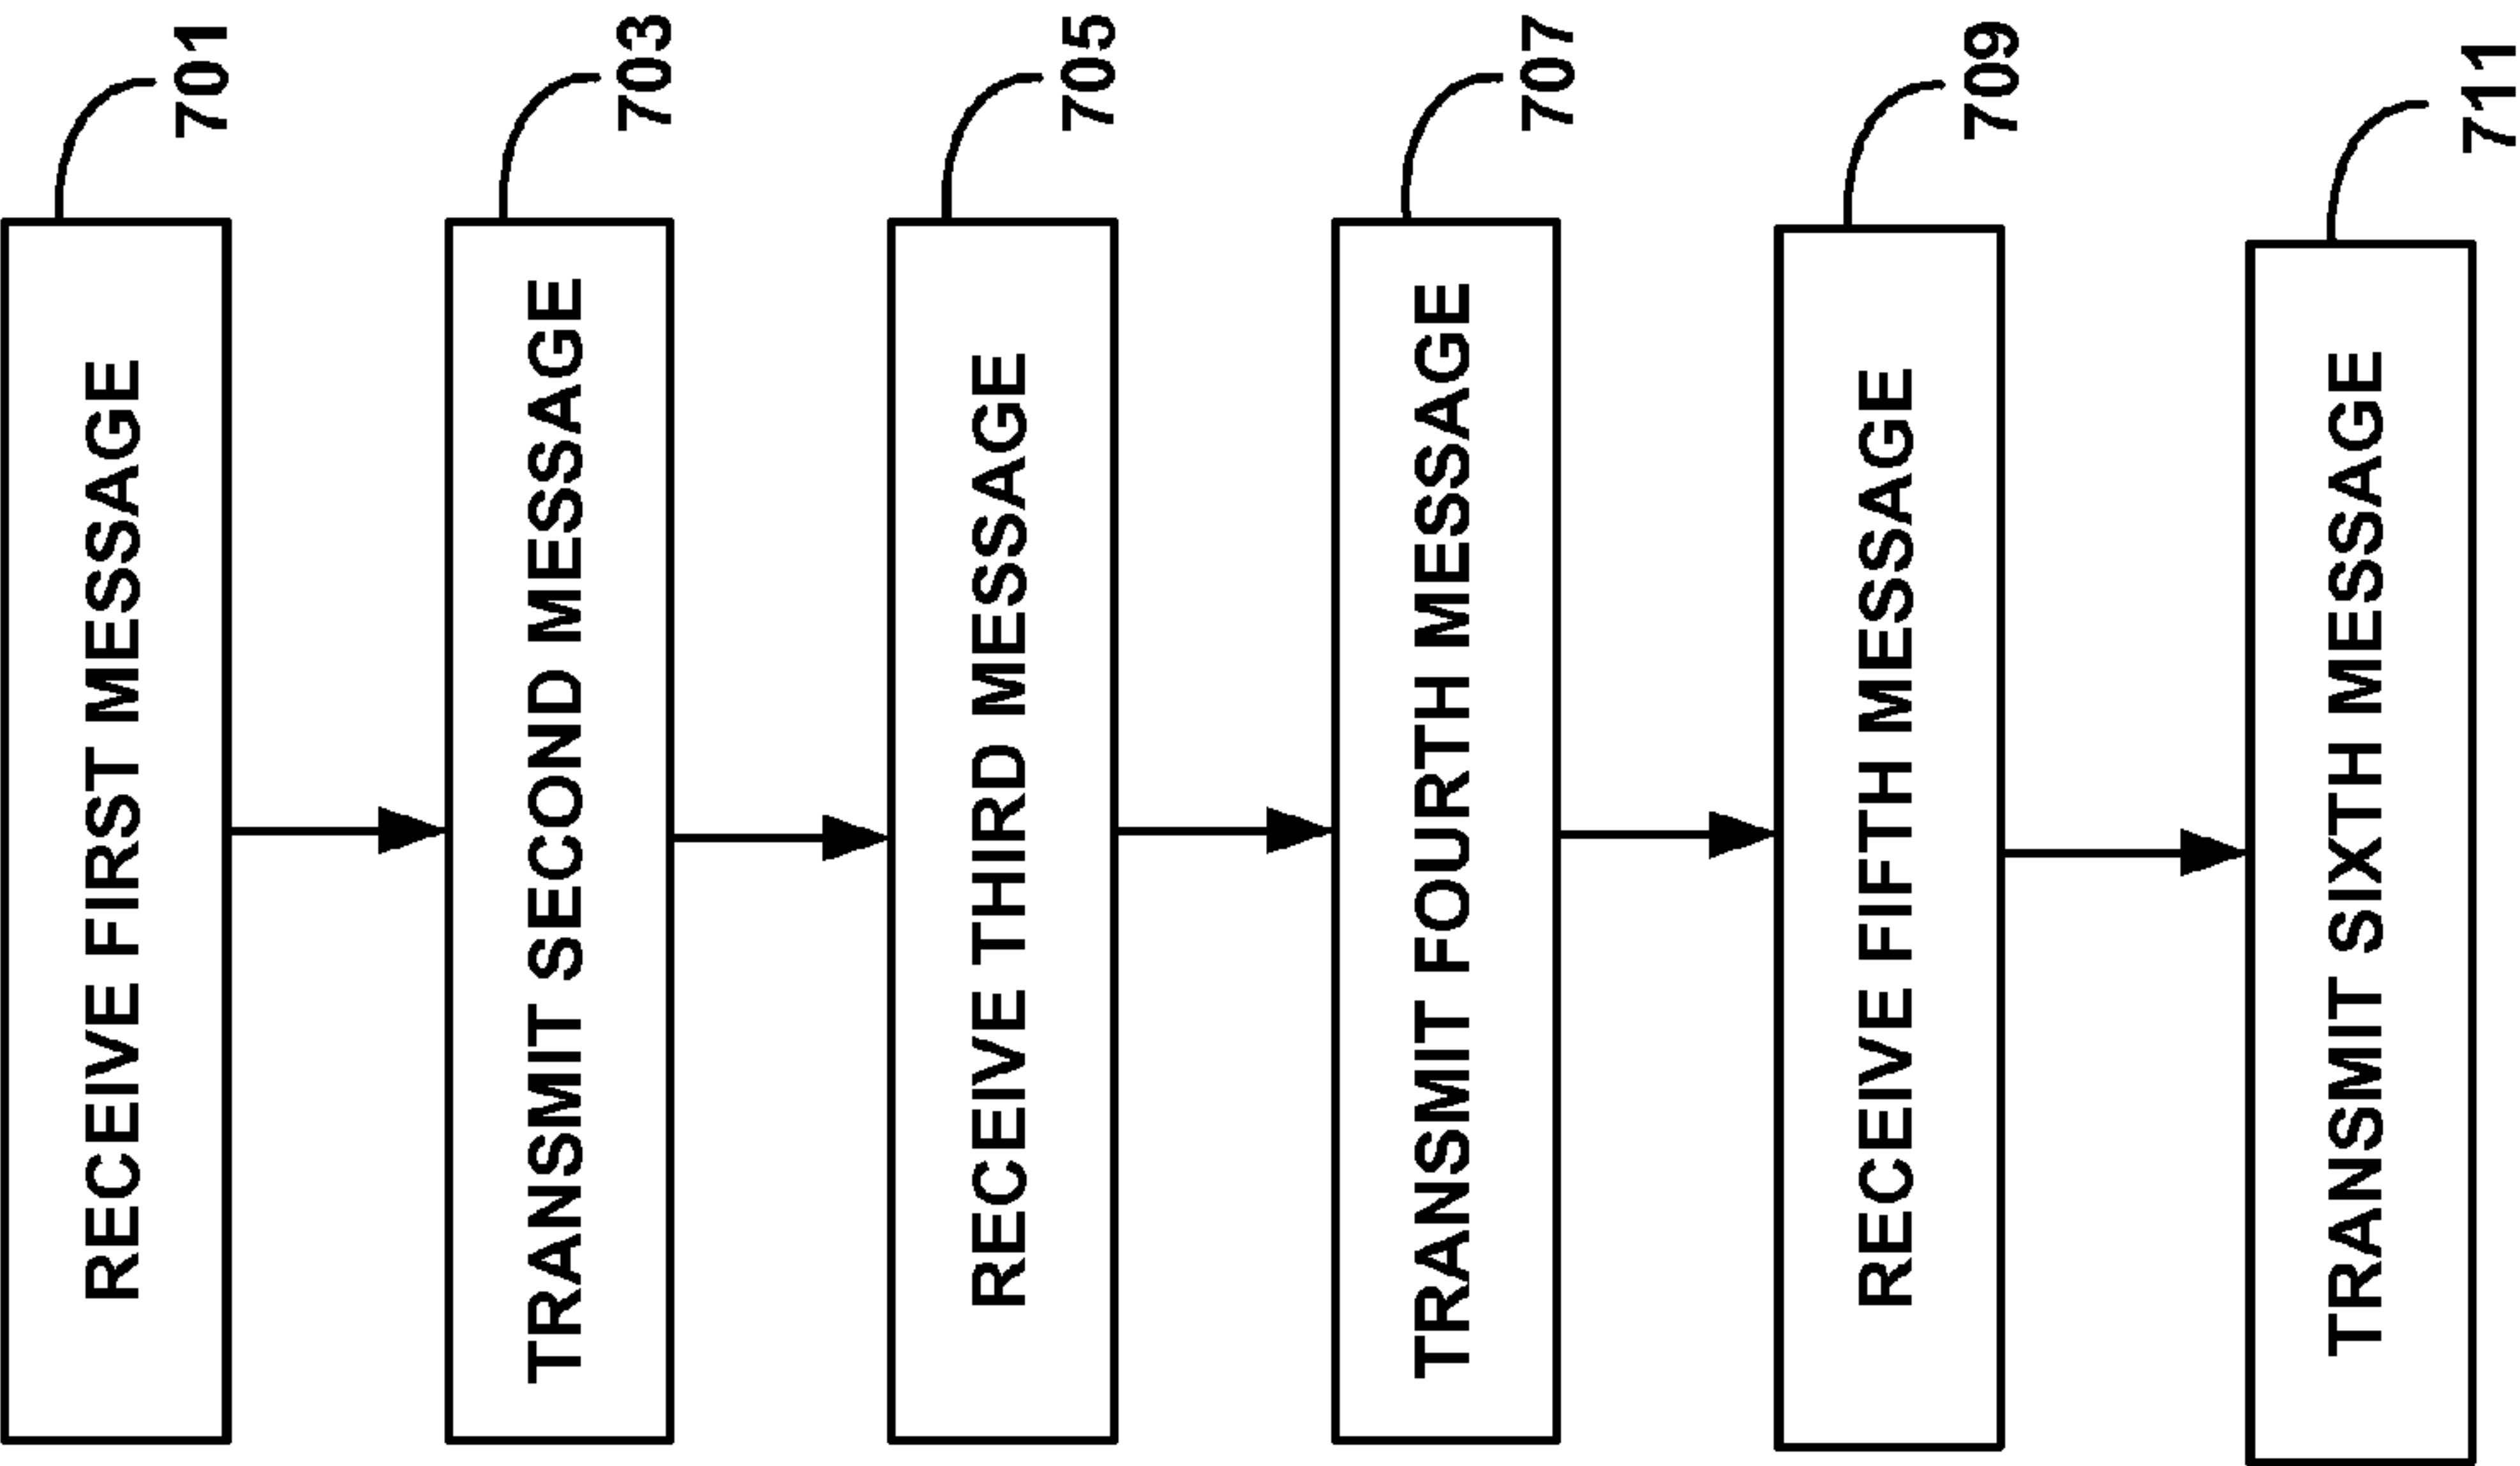 RECEIVE FIRST MESSAGE
701
TRANSMIT SECOND MESSAGE
703
RECEIVE THIRD MESSAGE
705
TRANSMIT FOURTH MESSAGE
707
RECEIVE FIFTH MESSAGE
709
TRANSMIT SIXTH MESSAGE
711